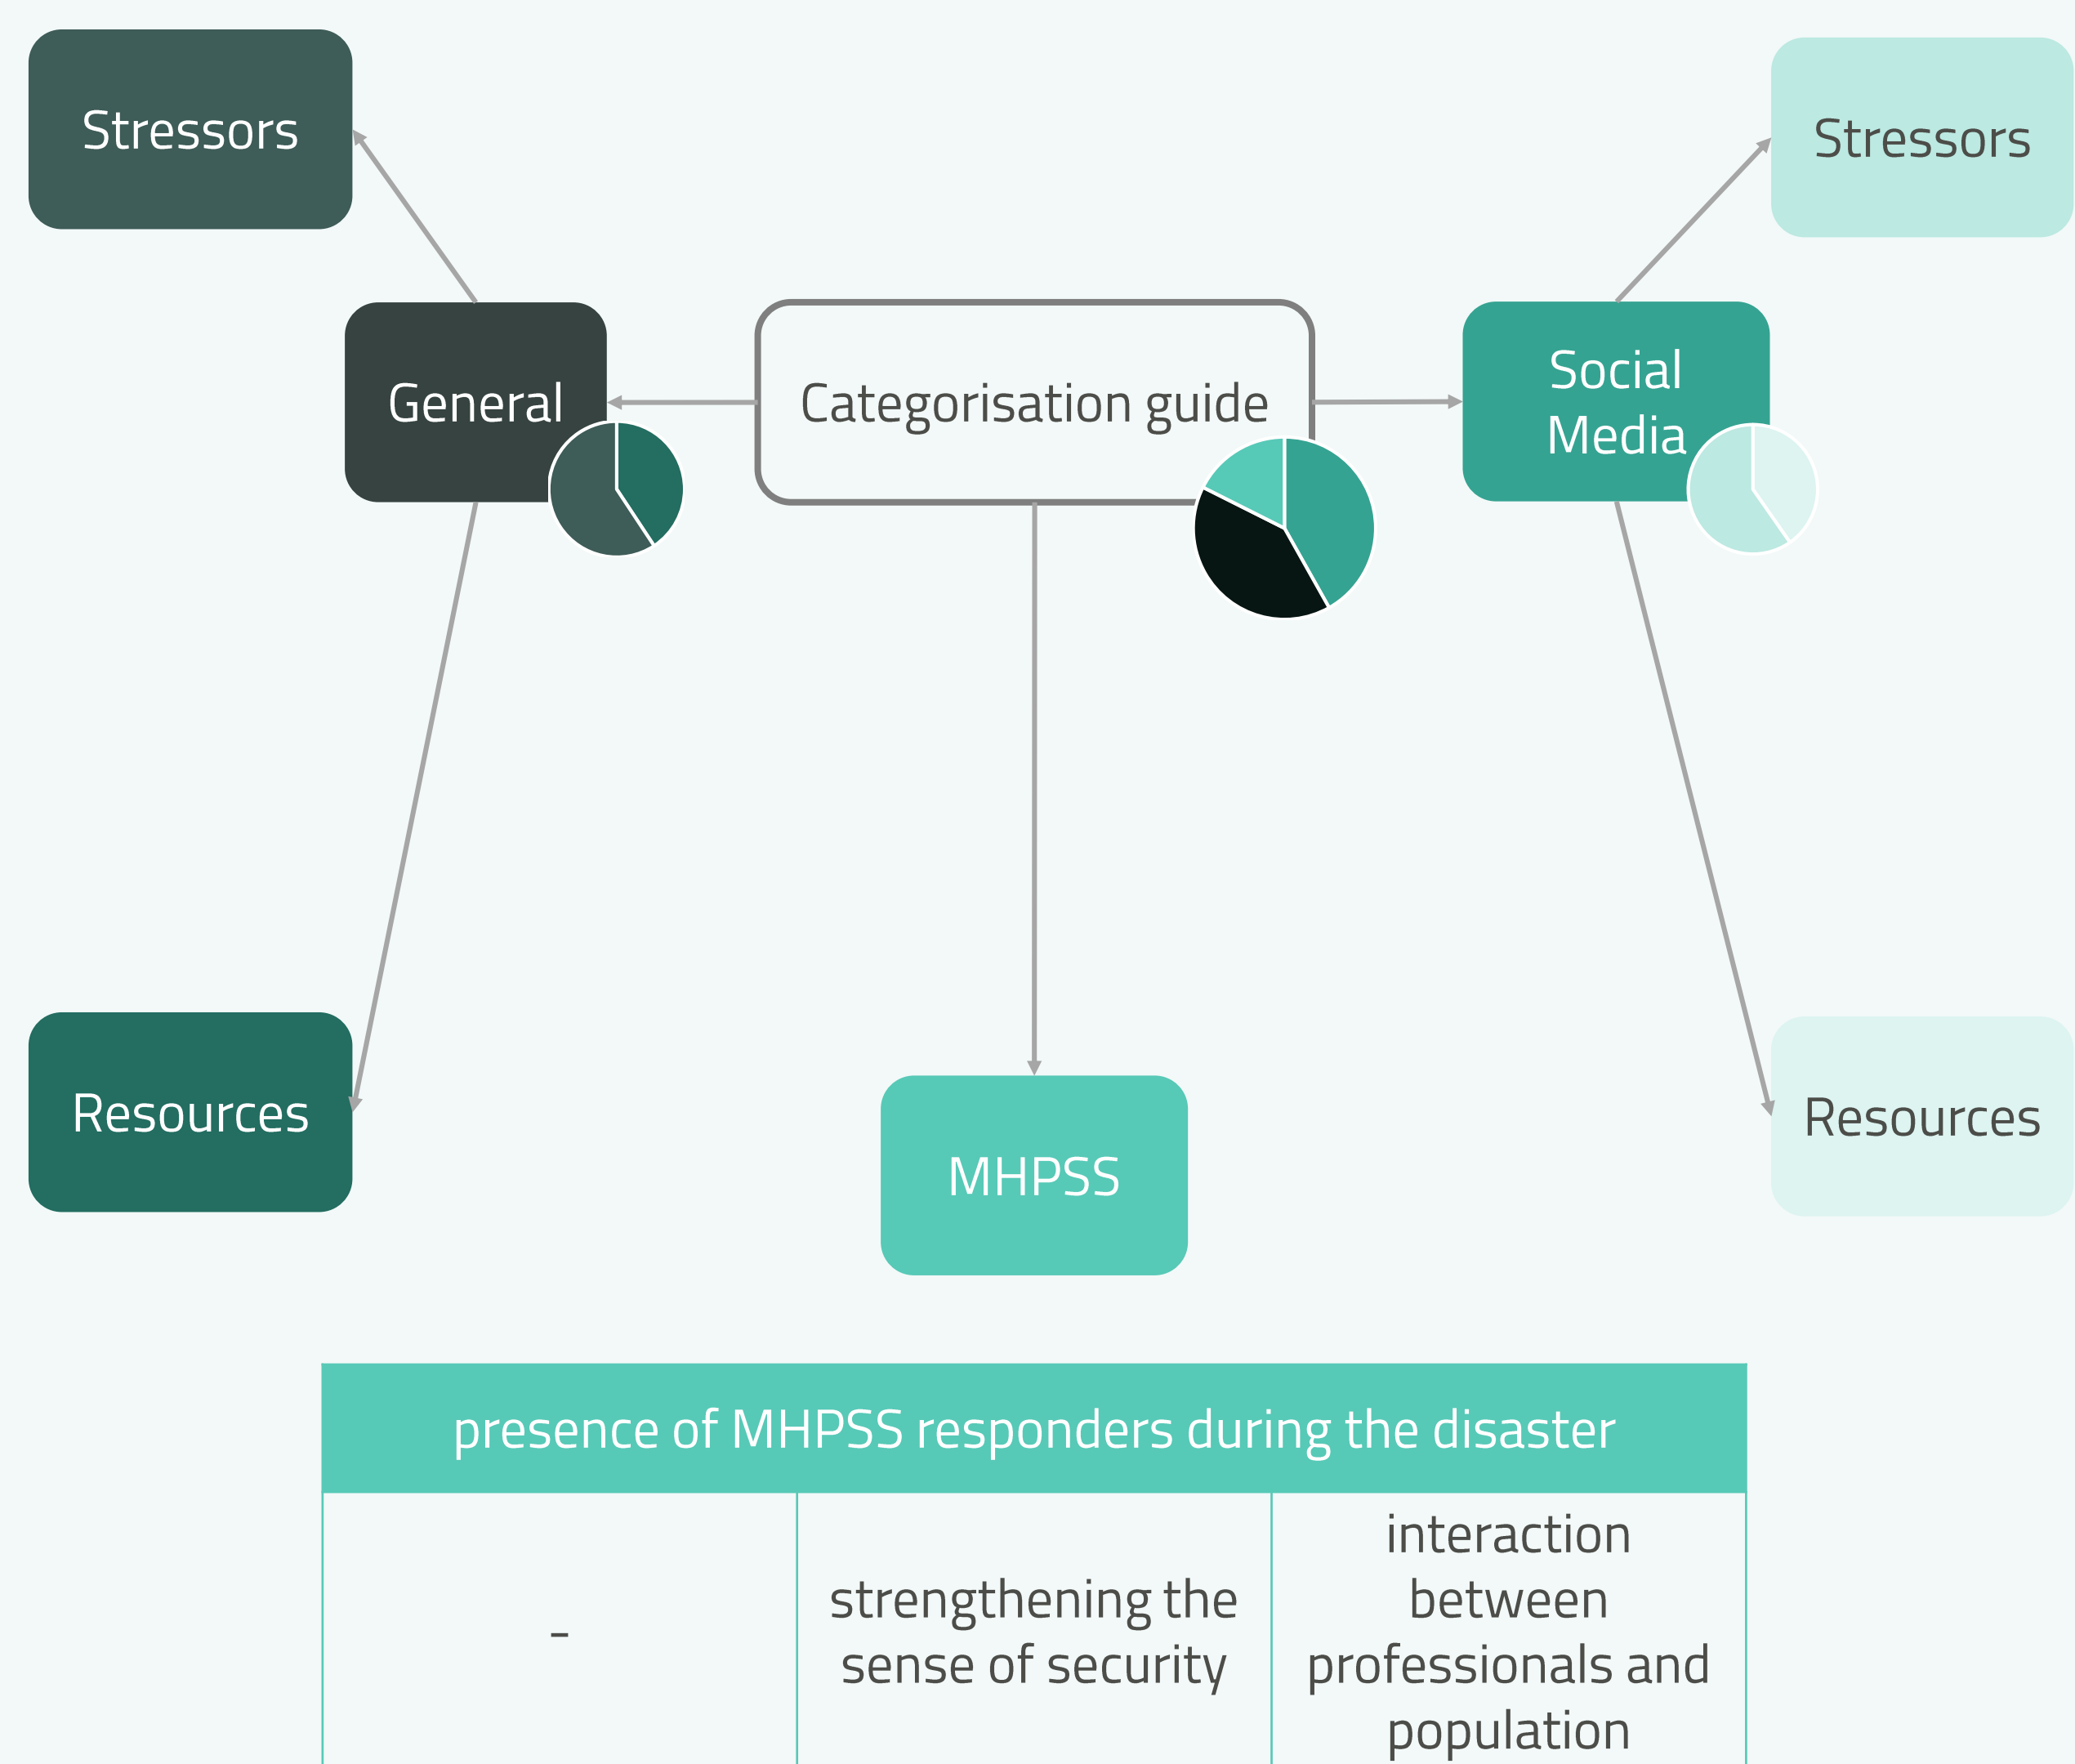 Stressors
Stressors
General
Categorisation guide
Social
Media
Resources
Resources
MHPSS
presence of MHPSS responders during the disaster
-
strengthening the
sense of security
interaction
between
professionals and
population